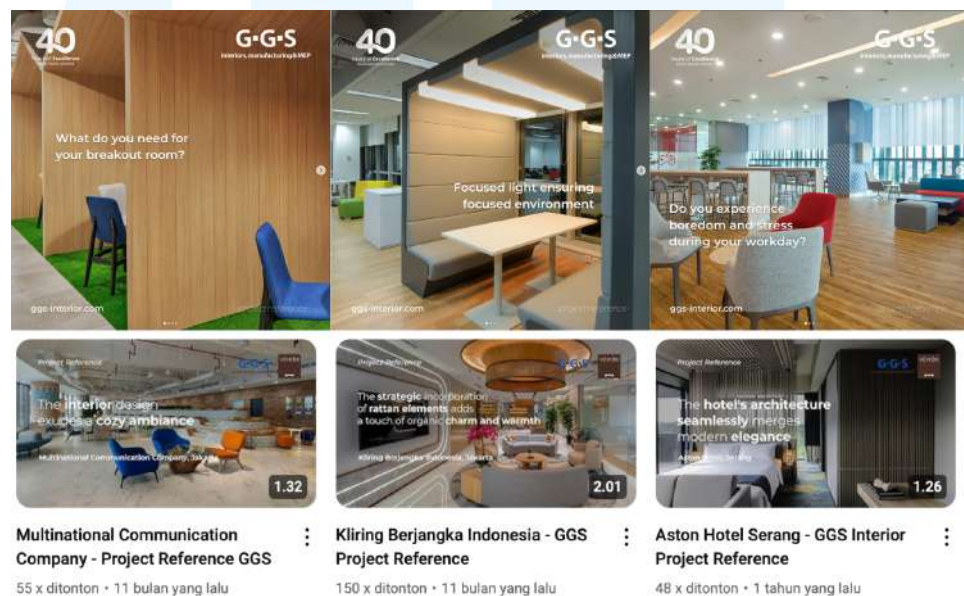 40
G·G·S
Interiors, manufacturing&MEP
What do you need for
your breakout room?
ggs-interior.com
40
G·G·S
Interiors, manufacturing&MEP
Focused light ensuring
focused environment
ggs-interior.com
40
G·G·S
Interiors, manufacturing&MEP
Do you experience
boredom and stress
during your workday?
ggs-interior.com
Project Reference
G·G·S
The interior design
exudes a cozy ambiance
Multinational Communication Company, Jakarta
1.32
Project Reference
G·G·S
The strategic incorporation
of rattan elements adds
a touch of organic charm and warmth
Kliring Berjangka Indonesia, Jakarta
2.01
Project Reference
G·G·S
The hotel's architecture
seamlessly merges
modern elegance
Aston Hotel, Serang
1.26
Multinational Communication
Company - Project Reference GGS
55 x ditonton • 11 bulan yang lalu
Kliring Berjangka Indonesia - GGS
Project Reference
150 x ditonton • 11 bulan yang lalu
Aston Hotel Serang - GGS Interior
Project Reference
48 x ditonton • 1 tahun yang lalu